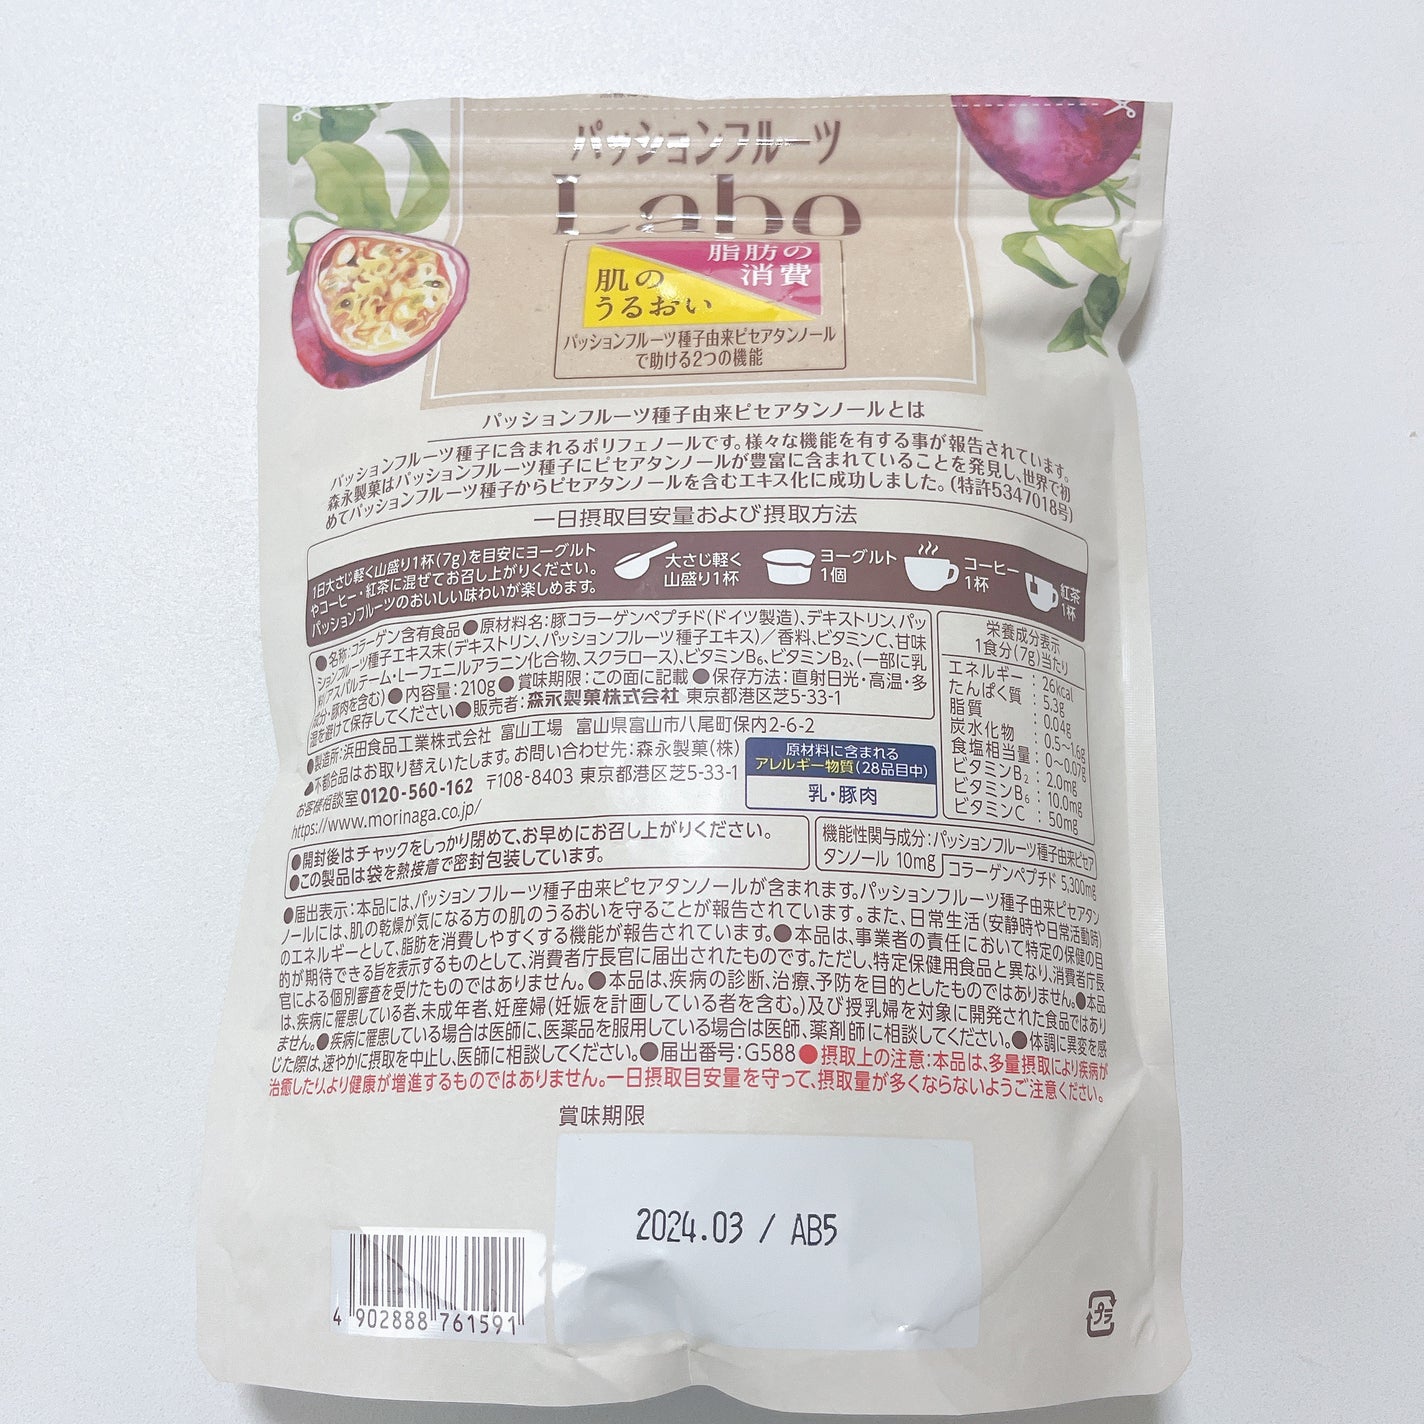 パッションフルーツ
Labo
脂肪の
消費
肌の
うるおい
パッションフルーツ種子由来ピセアタンノール
で助ける2つの機能
パッションフルーツ種子由来ピセアタンノールとは
パッションフルーツ種子に含まれるポリフェノールです。様々な機能を有する事が報告されています。
森永製菓はパッションフルーツ種子にピセアタンノールが豊富に含まれていることを発見し、世界で初
めてパッションフルーツ種子からピセアタンノールを含むエキス化に成功しました。(特許5347018号)
一日摂取目安量および摂取方法
1日大さじ軽く山盛り1杯(7g)を目安にヨーグルト
やコーヒー・紅茶に混ぜてお召し上がりください。
パッションフルーツのおいしい味わいが楽しめます。
大さじ軽く
山盛り1杯
ヨーグルト
1個
コーヒー
1杯
紅茶
1杯
●名称:コラーゲン含有食品●原材料名:豚コラーゲンペプチド(ドイツ製造)、デキストリン、パッ
ションフルーツ種子エキス末(デキストリン、パッションフルーツ種子エキス)/香料、ビタミンC、甘味
料(アスパルテーム・L-フェニルアラニン化合物、スクラロース)、ビタミンB₆、ビタミンB₂、(一部に乳
成分・豚肉を含む)●内容量:210g●賞味期限:この面に記載●保存方法:直射日光・高温・多
湿を避けて保存してください●販売者:森永製菓株式会社 東京都港区芝5-33-1
●製造所:浜田食品工業株式会社 富山工場 富山県富山市八尾町保内2-6-2
●不都合品はお取り替えいたします。お問い合わせ先:森永製菓(株)
お客様相談室0120-560-162 〒108-8403 東京都港区芝5-33-1
https://www.morinaga.co.jp/
原材料に含まれる
アレルギー物質(28品目中)
乳・豚肉
栄養成分表示
1食分(7g)当たり
エネルギー:26kcal
たんぱく質:5.3g
脂質:0.04g
炭水化物:0.5~1.6g
食塩相当量:0~0.07g
ビタミンB₂:2.0mg
ビタミンB₆:10.0mg
ビタミンC:50mg
●開封後はチャックをしっかり閉めて、お早めにお召し上がりください。
●この製品は袋を熱接着で密封包装しています。
機能性関与成分:パッションフルーツ種子由来ピセア
タンノール 10mg
コラーゲンペプチド 5,300mg
●届出表示:本品には、パッションフルーツ種子由来ピセアタンノールが含まれます。パッションフルーツ種子由来ピセアタン
ノールには、肌の乾燥が気になる方の肌のうるおいを守ることが報告されています。また、日常生活(安静時や日常活動時)
のエネルギーとして、脂肪を消費しやすくする機能が報告されています。●本品は、事業者の責任において特定の保健の目
的が期待できる旨を表示するものとして、消費者庁長官に届出されたものです。ただし、特定保健用食品と異なり、消費者庁長
官による個別審査を受けたものではありません。●本品は、疾病の診断、治療、予防を目的としたものではありません。●本品
は、疾病に罹患している者、未成年者、妊産婦(妊娠を計画している者を含む。)及び授乳婦を対象に開発された食品ではあり
ません。●疾病に罹患している場合は医師に、医薬品を服用している場合は医師、薬剤師に相談してください。●体調に異変を感
じた際は、速やかに摂取を中止し、医師に相談してください。●届出番号:G588●摂取上の注意:本品は、多量摂取により疾病が
治癒したり、より健康が増進するものではありません。一日摂取目安量を守って、摂取量が多くならないようご注意ください。
賞味期限
2024.03 / AB5
4 902888 761591
プラ